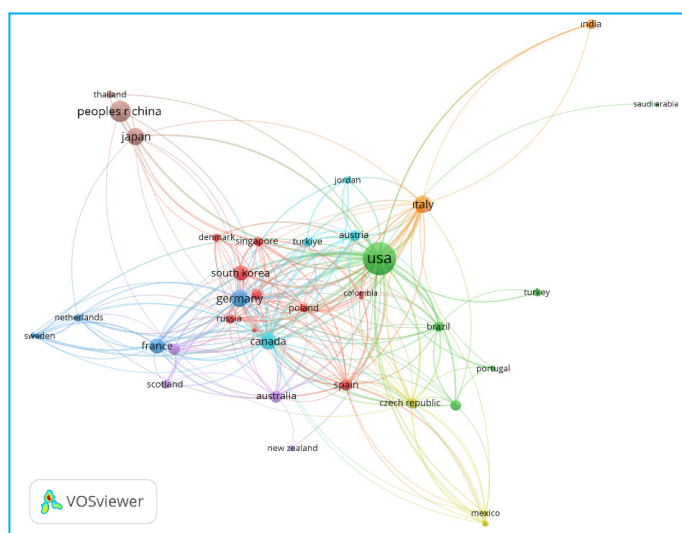 india
saudi arabia
thailand
peoples r china
japan
jordan
italy
denmark
singapore
turkiye
austria
usa
south korea
germany
colombia
turkey
poland
russia
brazil
netherlands
sweden
france
canada
portugal
scotland
spain
australia
czech republic
new zealand
mexico
VOSviewer